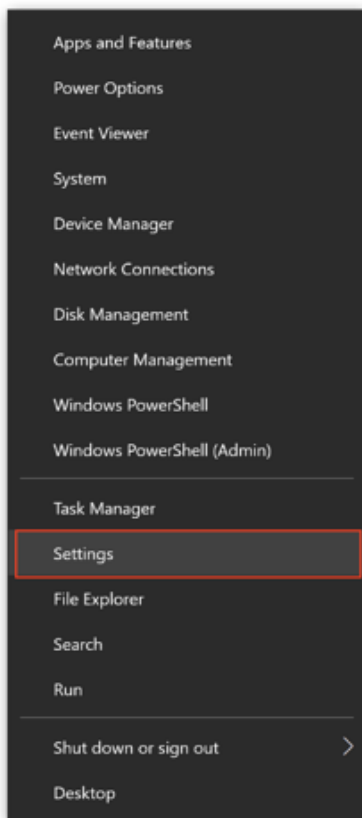 Apps and Features
Power Options
Event Viewer
System
Device Manager
Network Connections
Disk Management
Computer Management
Windows PowerShell
Windows PowerShell (Admin)
Task Manager
Settings
File Explorer
Search
Run
Shut down or sign out
Desktop